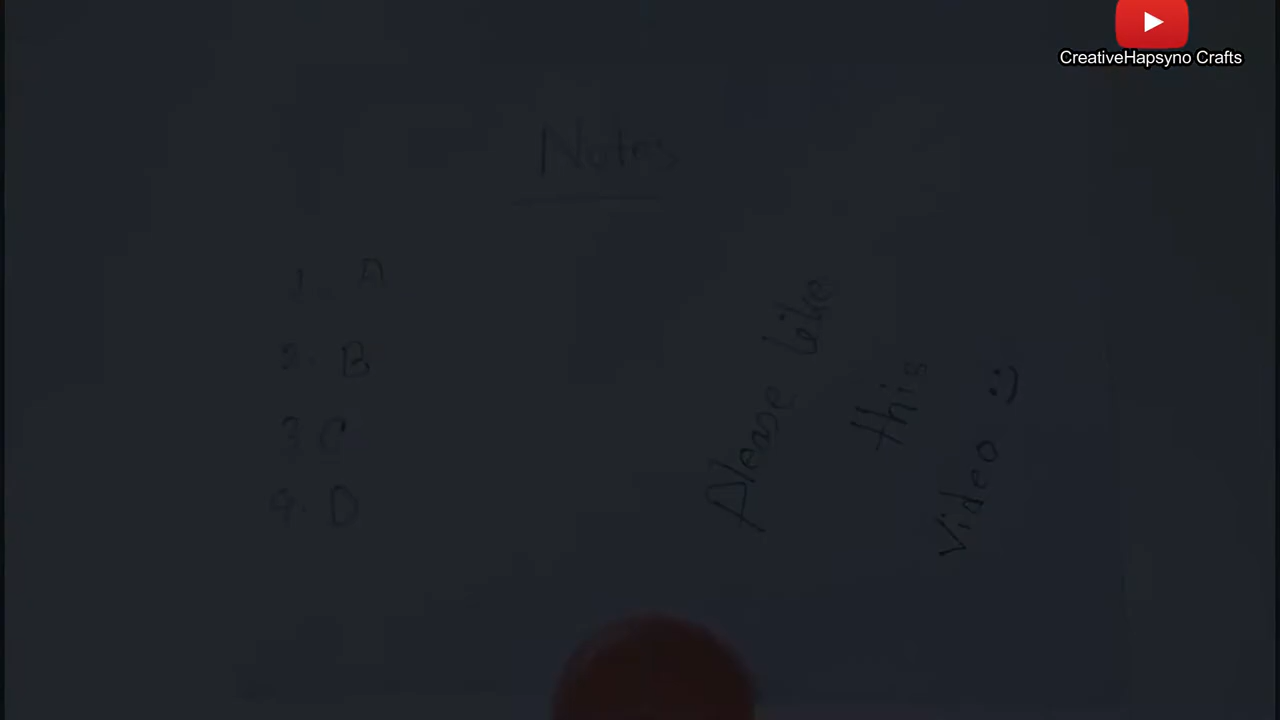 CreativeHapsyno Crafts
Notes
1. A
2. B
3. C
4. D
Please like
this
video :)